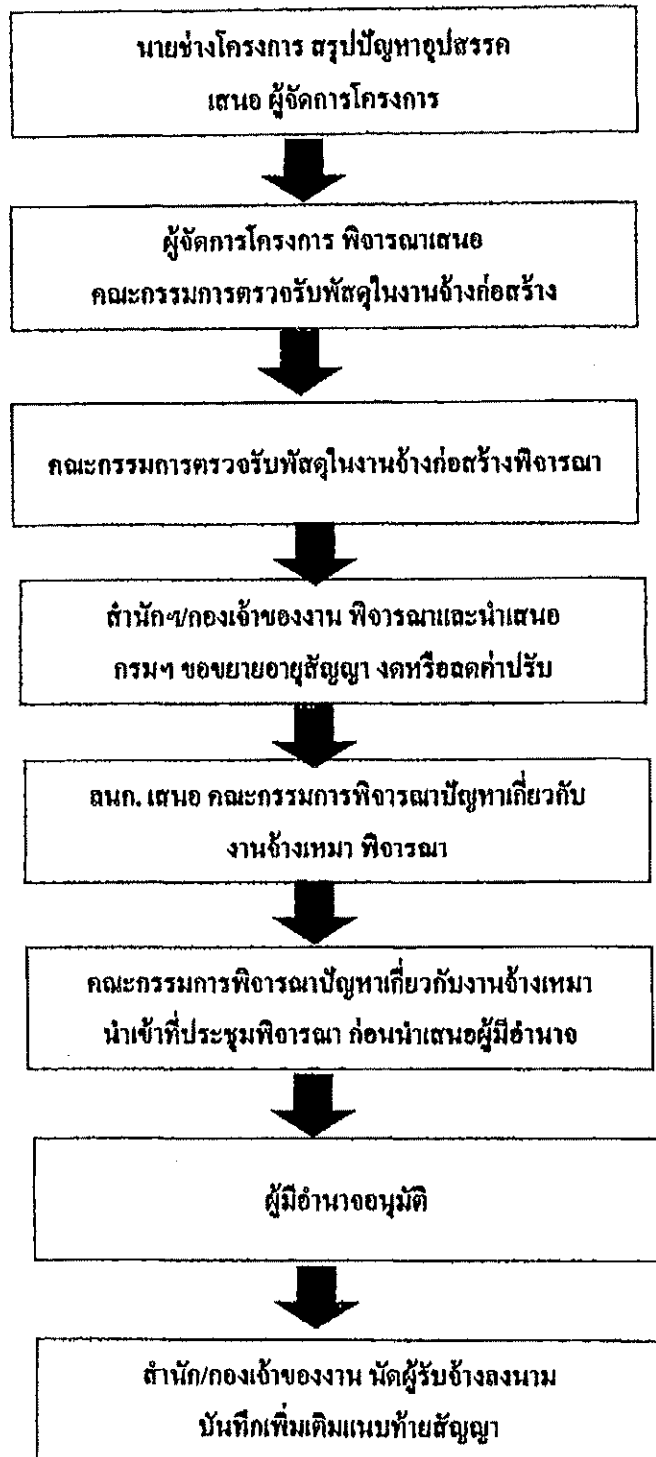 นายช่างโครงการ สรุปปัญหาอุปสรรค
เสนอ ผู้จัดการโครงการ
ผู้จัดการโครงการ พิจารณาเสนอ
คณะกรรมการตรวจรับพัสดุในงานจ้างก่อสร้าง
คณะกรรมการตรวจรับพัสดุในงานจ้างก่อสร้างพิจารณา
สำนักฯ/กองเจ้าของงาน พิจารณาและนำเสนอ
กรมฯ ขอขยายอายุสัญญา งดหรือลดค่าปรับ
ลนก. เสนอ คณะกรรมการพิจารณาปัญหาเกี่ยวกับ
งานจ้างเหมา พิจารณา
คณะกรรมการพิจารณาปัญหาเกี่ยวกับงานจ้างเหมา
นำเข้าที่ประชุมพิจารณา ก่อนนำเสนอผู้มีอำนาจ
ผู้มีอำนาจอนุมัติ
สำนัก/กองเจ้าของงาน นัดผู้รับจ้างลงนาม
บันทึกเพิ่มเติมแนบท้ายสัญญา